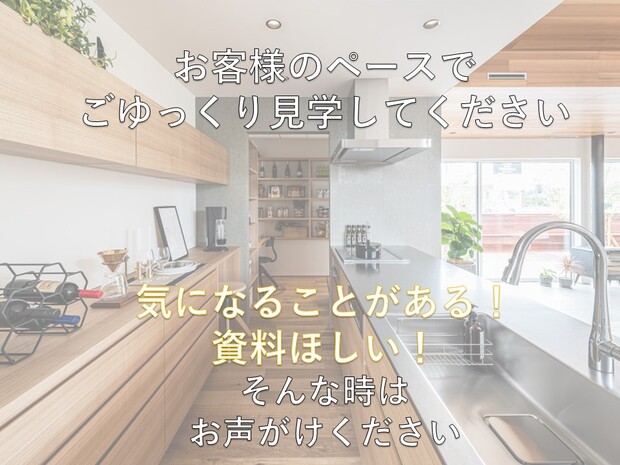 お客様のペースで
ごゆっくり見学してください
気になることがある！
資料ほしい！
そんな時は
お声がけください